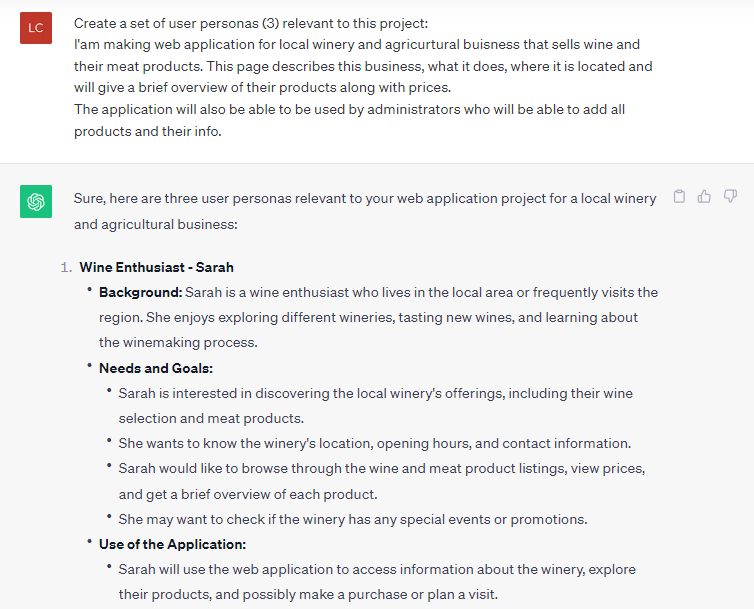 LC
Create a set of user personas (3) relevant to this project:
I'am making web application for local winery and agricurtural buisness that sells wine and
their meat products. This page describes this business, what it does, where it is located and
will give a brief overview of their products along with prices.
The application will also be able to be used by administrators who will be able to add all
products and their info.
Sure, here are three user personas relevant to your web application project for a local winery
and agricultural business:
1. Wine Enthusiast - Sarah
• Background: Sarah is a wine enthusiast who lives in the local area or frequently visits the
region. She enjoys exploring different wineries, tasting new wines, and learning about
the winemaking process.
• Needs and Goals:
• Sarah is interested in discovering the local winery's offerings, including their wine
selection and meat products.
• She wants to know the winery's location, opening hours, and contact information.
• Sarah would like to browse through the wine and meat product listings, view prices,
and get a brief overview of each product.
• She may want to check if the winery has any special events or promotions.
• Use of the Application:
• Sarah will use the web application to access information about the winery, explore
their products, and possibly make a purchase or plan a visit.